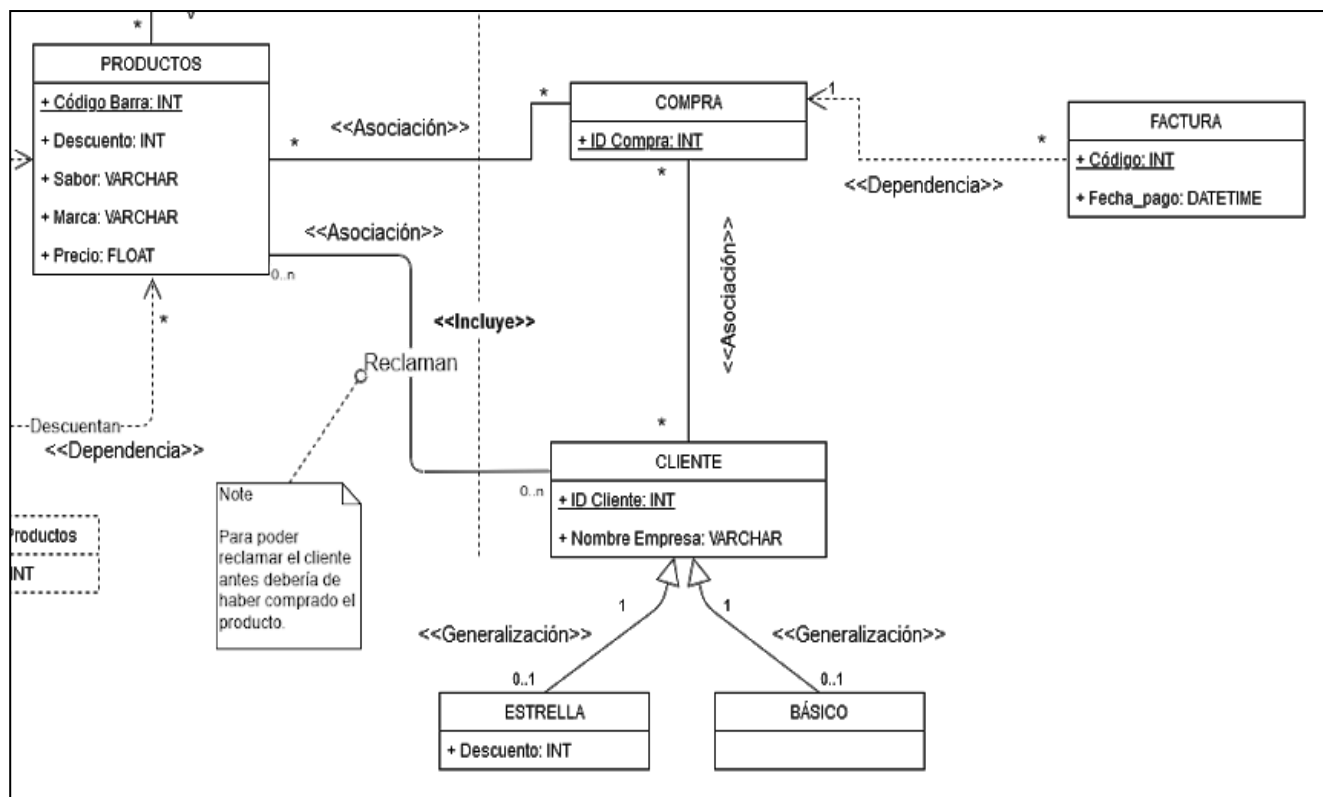 *
PRODUCTOS
+ Código Barra: INT
+ Descuento: INT
+ Sabor: VARCHAR
+ Marca: VARCHAR
+ Precio: FLOAT
*
<<Asociación>>
*
COMPRA
+ ID Compra: INT
*
1
<<Dependencia>>
*
FACTURA
+ Código: INT
+ Fecha_pago: DATETIME
<<Asociación>>
0..n
<<Incluye>>
Reclaman
<<Asociación>>
*
*
Descuentan
<<Dependencia>>
Note
Para poder
reclamar el cliente
antes debería de
haber comprado el
producto.
Productos
INT
0..n
CLIENTE
+ ID Cliente: INT
+ Nombre Empresa: VARCHAR
1
1
<<Generalización>>
<<Generalización>>
0..1
0..1
ESTRELLA
+ Descuento: INT
BÁSICO